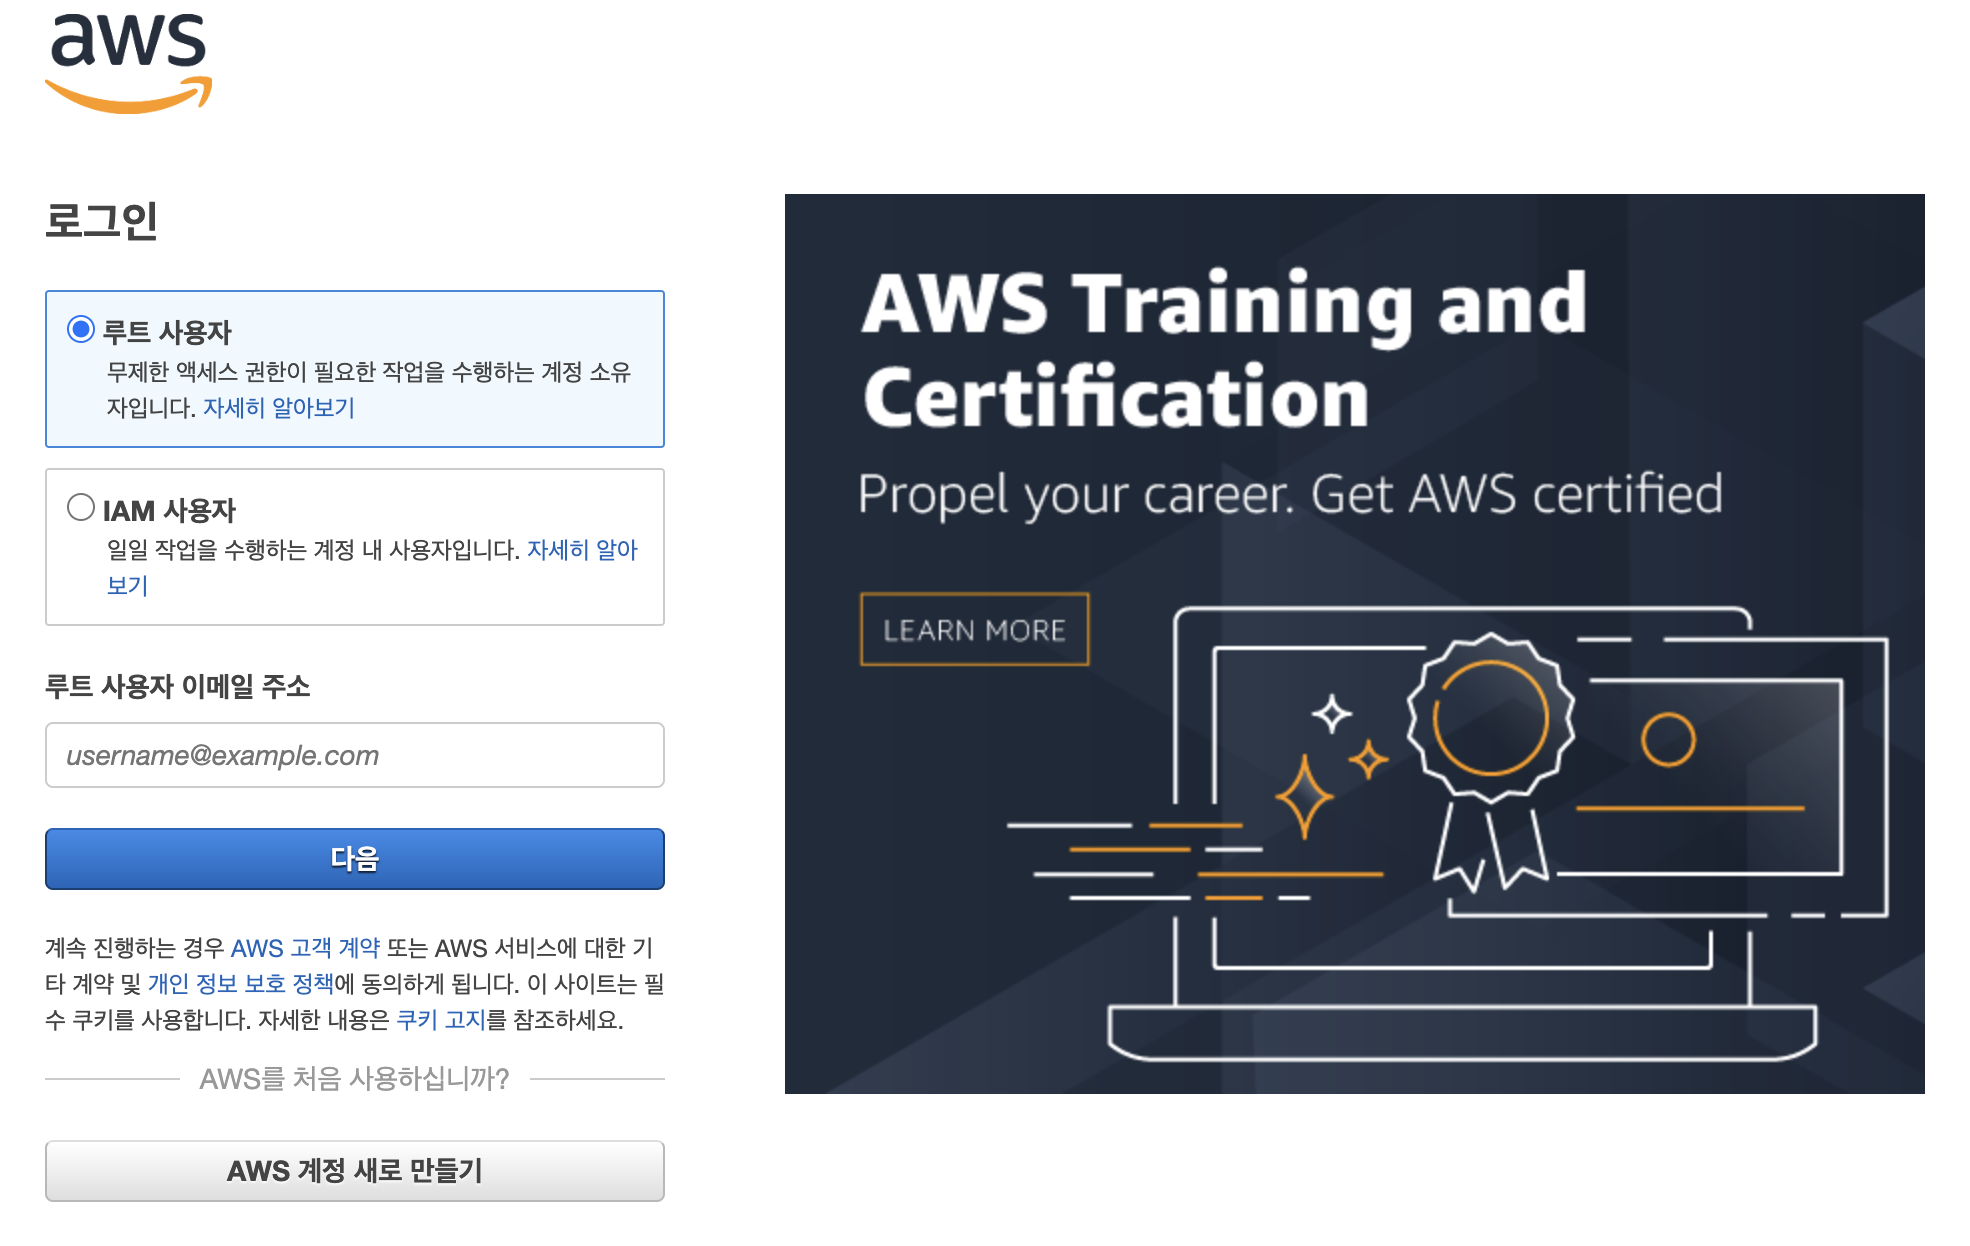 aws
로그인
루트 사용자
무제한 액세스 권한이 필요한 작업을 수행하는 계정 소유
자입니다. 자세히 알아보기
IAM 사용자
일일 작업을 수행하는 계정 내 사용자입니다. 자세히 알아
보기
루트 사용자 이메일 주소
username@example.com
다음
계속 진행하는 경우 AWS 고객 계약 또는 AWS 서비스에 대한 기
타 계약 및 개인 정보 보호 정책에 동의하게 됩니다. 이 사이트는 필
수 쿠키를 사용합니다. 자세한 내용은 쿠키 고지를 참조하세요.
AWS를 처음 사용하십니까?
AWS 계정 새로 만들기
AWS Training and
Certification
Propel your career. Get AWS certified
LEARN MORE